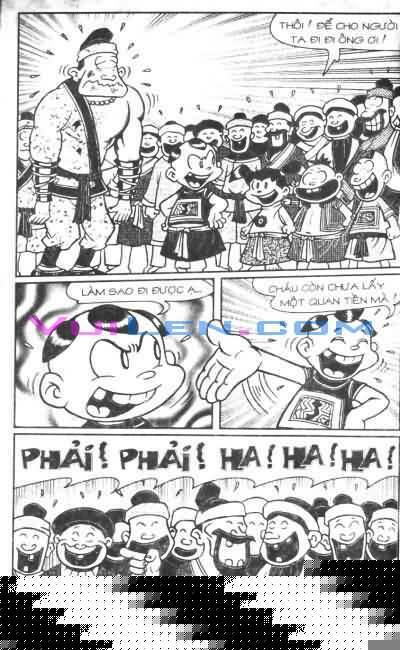 THÔI! ĐỂ CHO NGƯỜI
TA ĐI ĐI ÔNG ƠI!
LÀM SAO ĐI ĐƯỢC Ạ...
CHÁU CÒN CHƯA LẤY
MỘT QUAN TIỀN MÀ!
VUILEN.COM
PHẢI! PHẢI! HA! HA! HA!